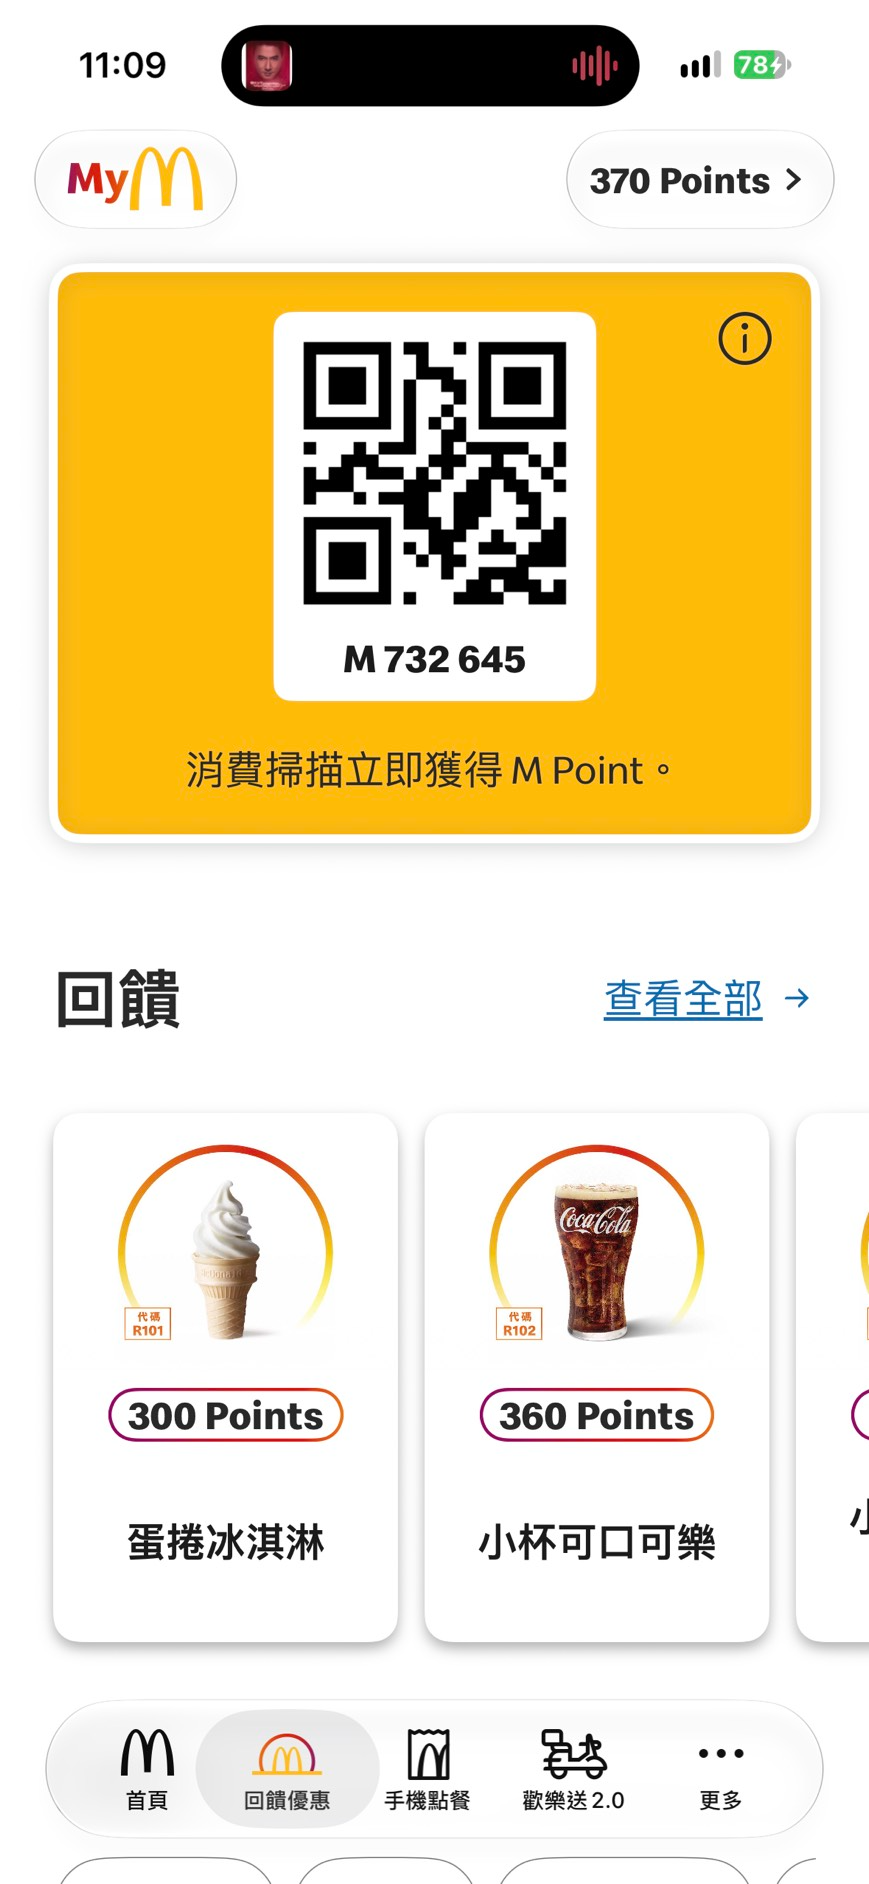 11:09
78
My
370 Points
M 732 645
消費掃描立即獲得 M Point。
回饋
查看全部 →
Coca-Cola
代碼
R101
代碼
R102
300 Points
360 Points
蛋捲冰淇淋
小杯可口可樂
小
首頁
回饋優惠
手機點餐
歡樂送 2.0
更多